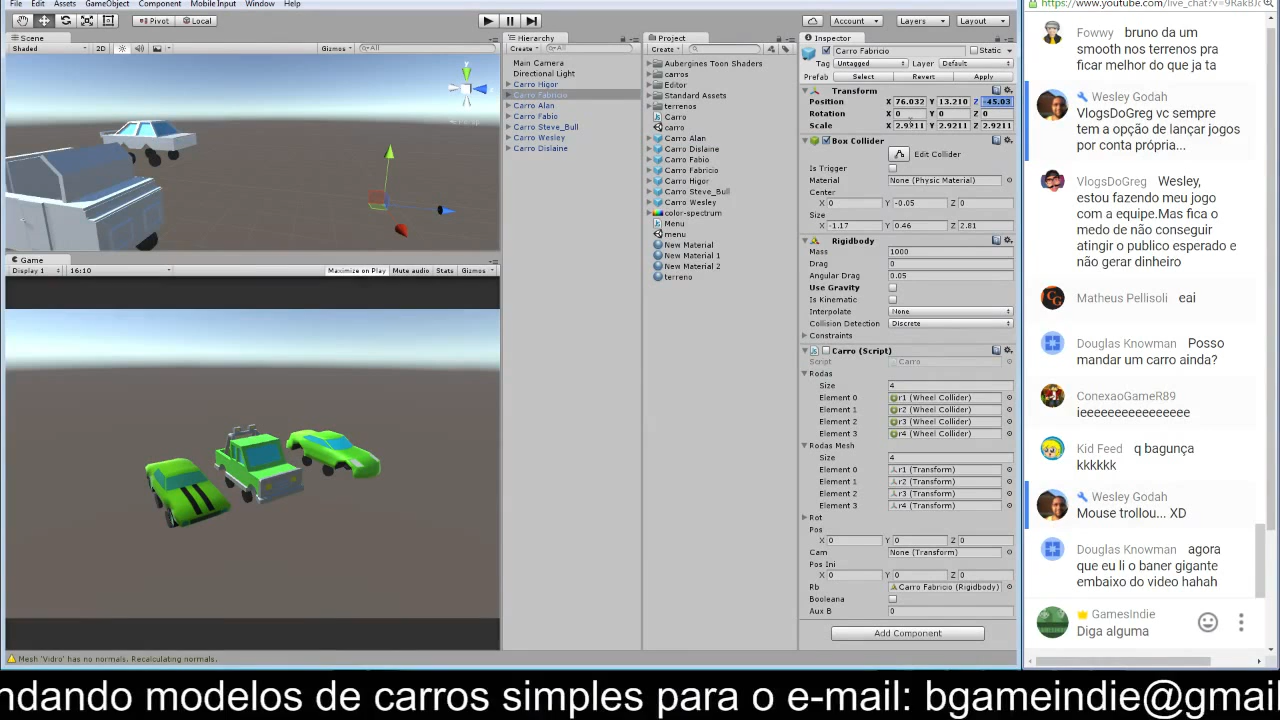 File Edit Assets GameObject Component Mobile Input Window Help
https://www.youtube.com/live_chat?v=9RakBJ
Pivot Local Account Layers Layout
Scene
Shaded 2D Gizmos All
Game
Display 1 16:10 Maximize on Play Mute audio Stats Gizmos
Mesh 'Vidro' has no normals. Recalculating normals.
Hierarchy
Create All
Main Camera
Directional Light
Carro Higor
Carro Fabricio
Carro Alan
Carro Fabio
Carro Steve_Bull
Carro Wesley
Carro Dislaine
Project
Create
Aubergines Toon Shaders
carros
Editor
Standard Assets
terrenos
Carro
carro
Carro Alan
Carro Dislaine
Carro Fabio
Carro Fabricio
Carro Higor
Carro Steve_Bull
Carro Wesley
color-spectrum
Menu
menu
New Material
New Material 1
New Material 2
terreno
Inspector
Carro Fabricio Static
Tag Untagged Layer Default
Prefab Select Revert Apply
Transform
Position X 76.032 Y 13.210 Z -45.03
Rotation X 0 Y 0 Z 0
Scale X 2.9211 Y 2.9211 Z 2.9211
Box Collider
Edit Collider
Is Trigger
Material None (Physic Material)
Center
X 0 Y -0.05 Z 0
Size
X -1.17 Y 0.46 Z 2.81
Rigidbody
Mass 1000
Drag 0
Angular Drag 0.05
Use Gravity
Is Kinematic
Interpolate None
Collision Detection Discrete
Constraints
Carro (Script)
Script Carro
Rodas
Size 4
Element 0 r1 (Wheel Collider)
Element 1 r2 (Wheel Collider)
Element 2 r3 (Wheel Collider)
Element 3 r4 (Wheel Collider)
Rodas Mesh
Size 4
Element 0 r1 (Transform)
Element 1 r2 (Transform)
Element 2 r3 (Transform)
Element 3 r4 (Transform)
Rot
Pos
X 0 Y 0 Z 0
Cam None (Transform)
Pos Ini
X 0 Y 0 Z 0
Rb Carro Fabricio (Rigidbody)
Booleana
Aux B 0
Add Component
Fowwy bruno da um
smooth nos terrenos pra
ficar melhor do que ja ta
Wesley Godah
VlogsDoGreg vc sempre
tem a opção de lançar jogos
por conta própria...
VlogsDoGreg Wesley,
estou fazendo meu jogo
com a equipe.Mas fica o
medo de não conseguir
atingir o publico esperado e
não gerar dinheiro
Matheus Pellisoli eai
Douglas Knowman Posso
mandar um carro ainda?
ConexaoGameR89
ieeeeeeeeeeeeeeee
Kid Feed q bagunça
kkkkkk
Wesley Godah
Mouse trollou... XD
Douglas Knowman agora
que eu li o baner gigante
embaixo do video hahah
GamesIndie
Diga alguma
ndando modelos de carros simples para o e-mail: bgameindie@gmail